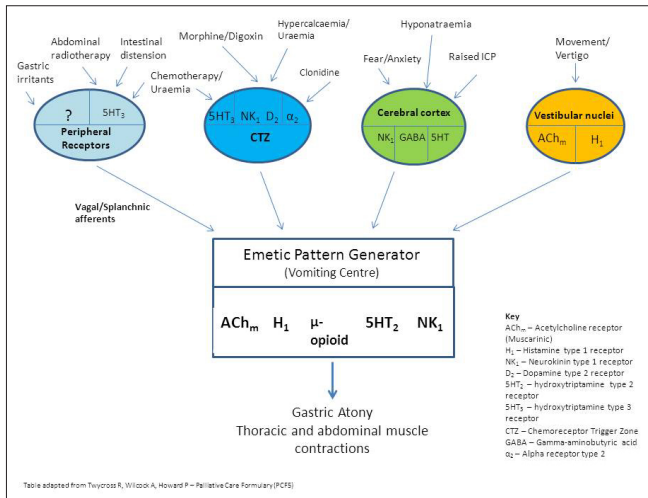 Morphine/Digoxin
Hypercalcaemia/
Uraemia
Hyponatraemia
Abdominal
radiotherapy
Intestinal
distension
Gastric
irritants
Chemotherapy/
Uraemia
Clonidine
Fear/Anxiety
Raised ICP
Movement/
Vertigo
? 5HT3
Peripheral
Receptors
5HT3 NK1 D2 α2
CTZ
Cerebral cortex
NK1 GABA 5HT
Vestibular nuclei
AChm H1
Vagal/Splanchnic
afferents
Emetic Pattern Generator
(Vomiting Centre)
AChm H1 μ-
opioid 5HT2 NK1
Gastric Atony
Thoracic and abdominal muscle
contractions
Key
AChm – Acetylcholine receptor
(Muscarinic)
H1 – Histamine type 1 receptor
NK1 – Neurokinin type 1 receptor
D2 – Dopamine type 2 receptor
5HT2 – hydroxytriptamine type 2
receptor
5HT3 – hydroxytriptamine type 3
receptor
CTZ – Chemoreceptor Trigger Zone
GABA – Gamma-aminobutyric acid
α2 – Alpha receptor type 2
Table adapted from Twycross R, Wilcock A, Howard P – Palliative Care Formulary (PCF5)